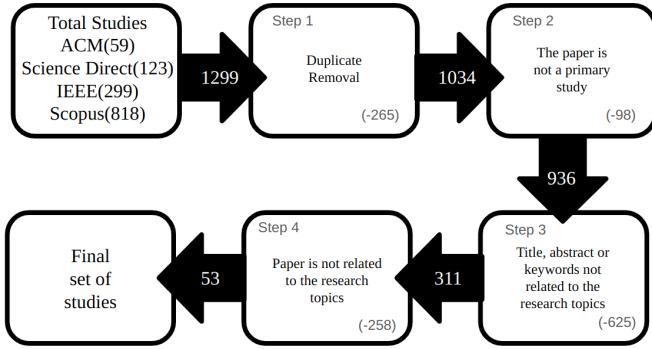 Total Studies
ACM(59)
Science Direct(123)
IEEE(299)
Scopus(818)
1299
Step 1
Duplicate
Removal
(-265)
1034
Step 2
The paper is
not a primary
study
(-98)
936
Step 3
Title, abstract or
keywords not
related to the
research topics
(-625)
311
Step 4
Paper is not related
to the research
topics
(-258)
53
Final
set of
studies